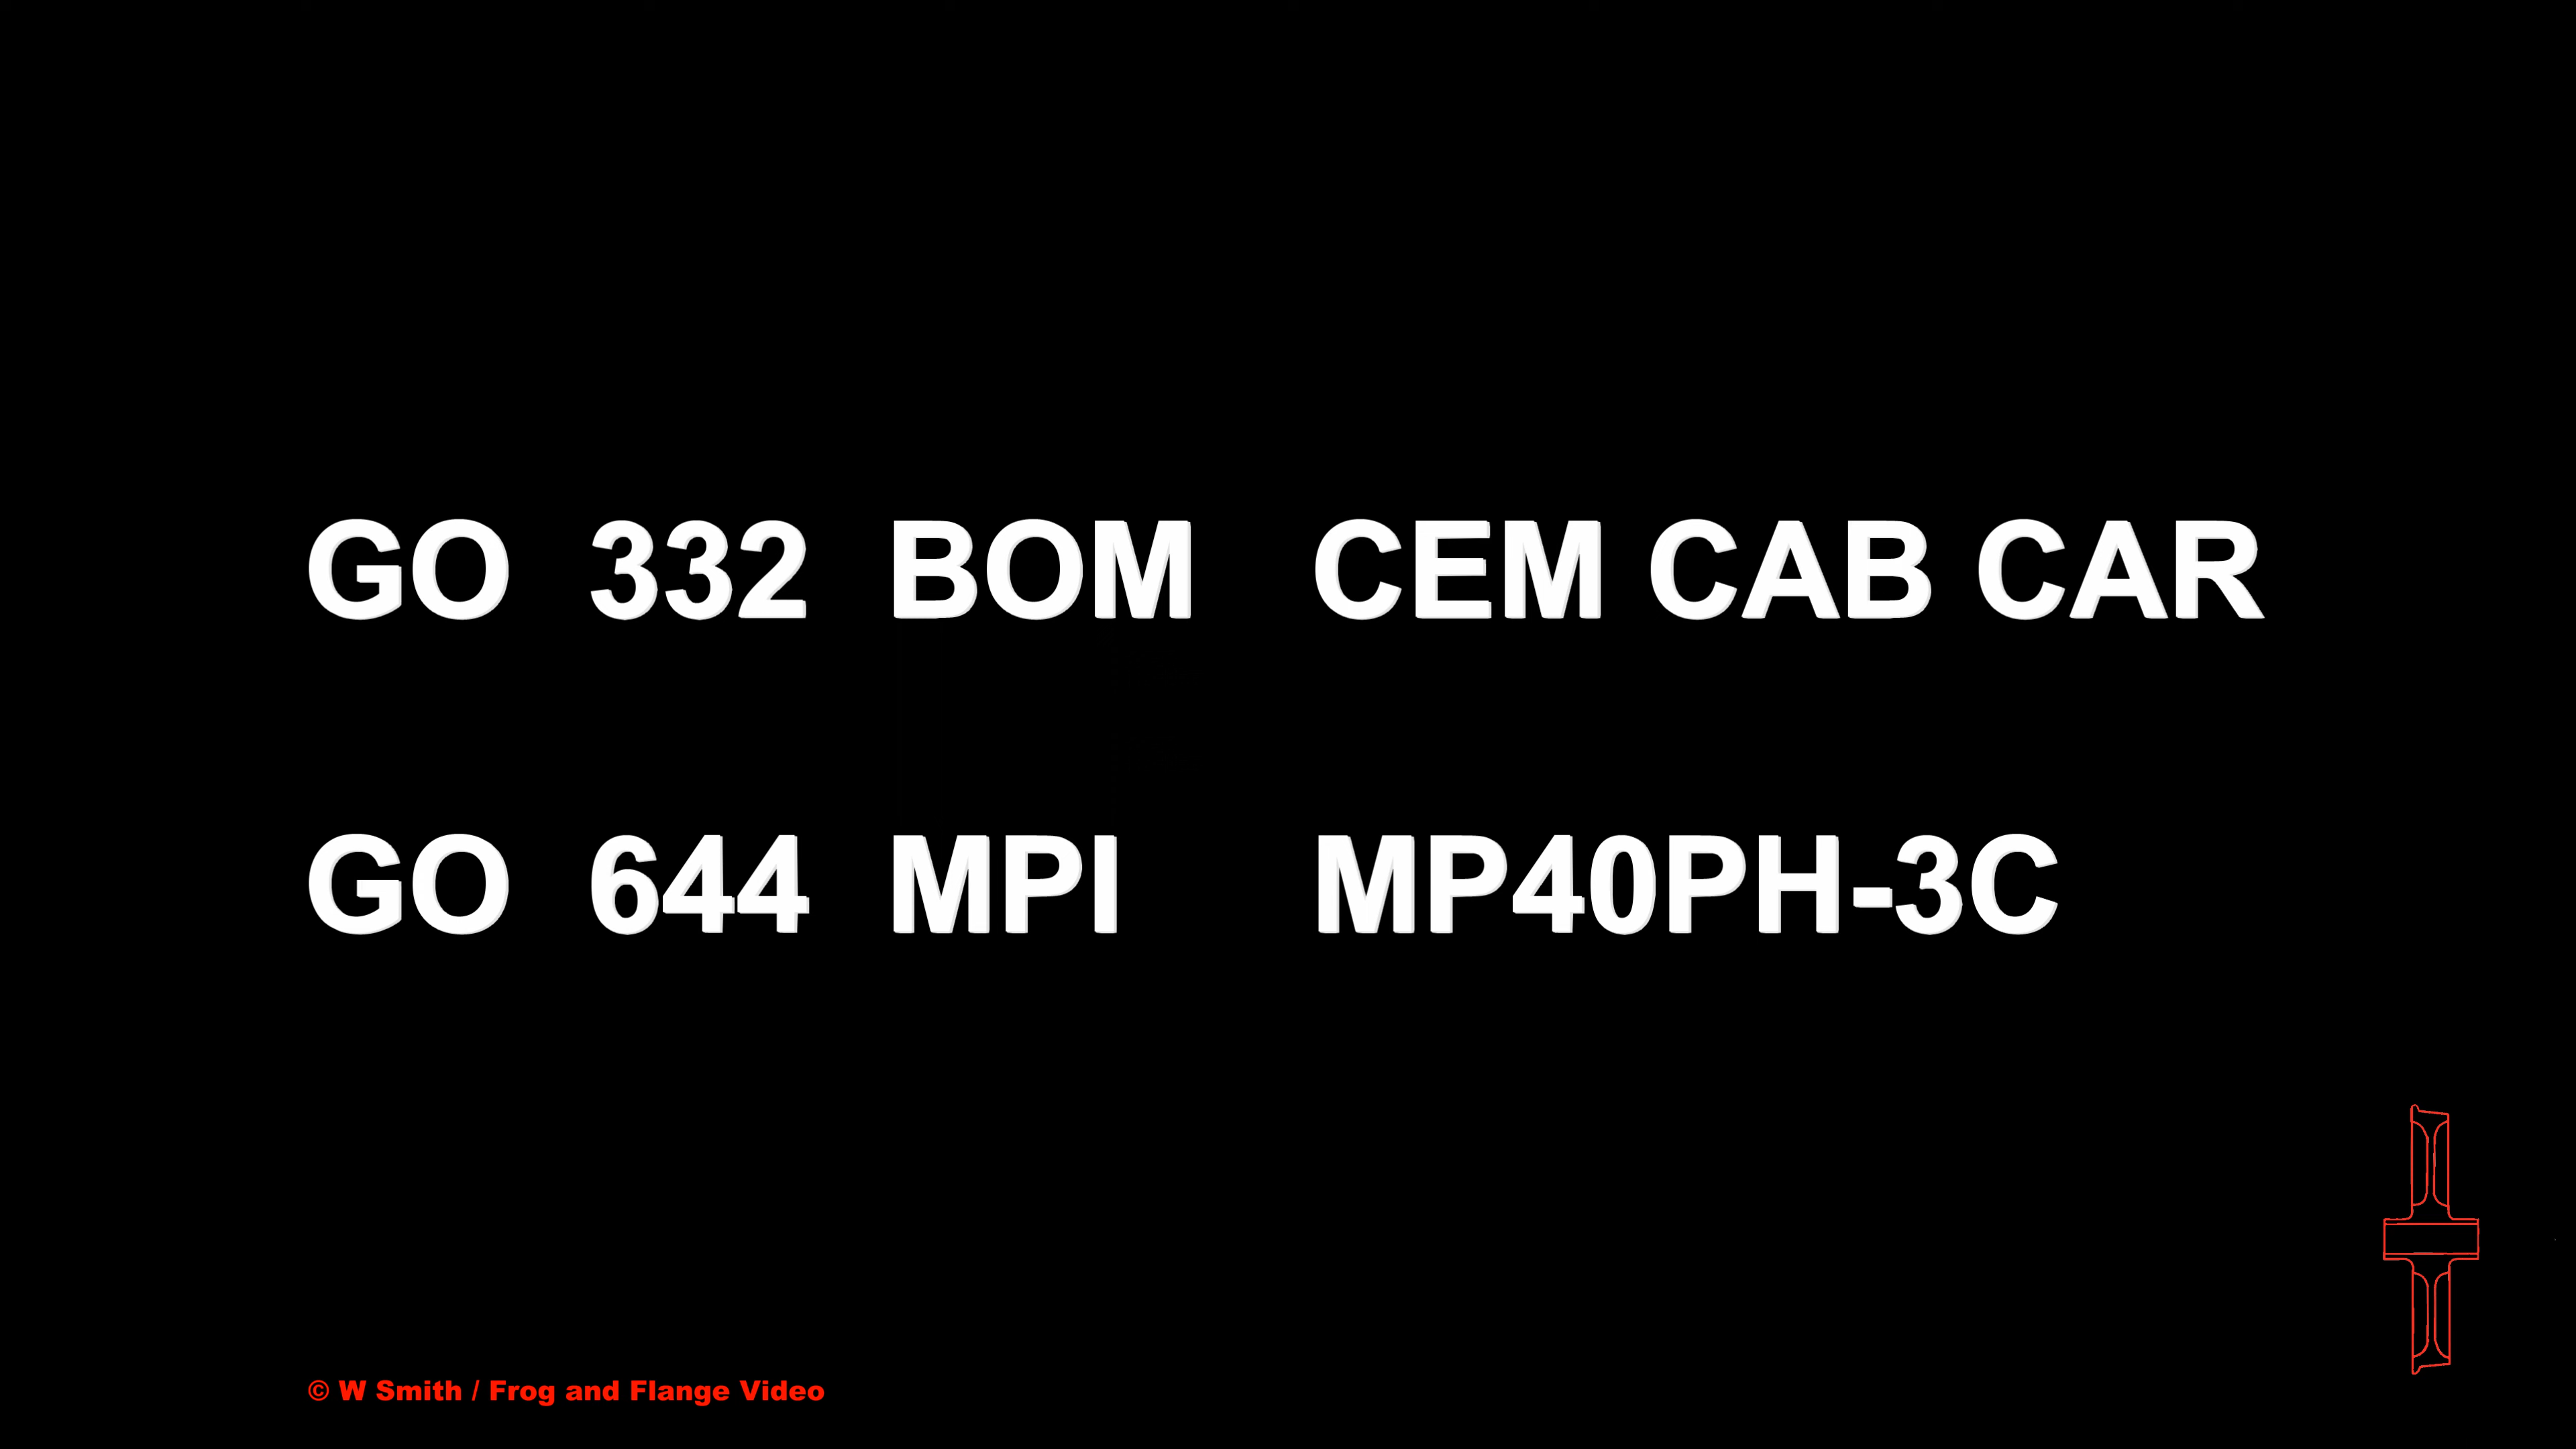 GO 332 BOM CEM CAB CAR
GO 644 MPI MP40PH-3C
© W Smith / Frog and Flange Video